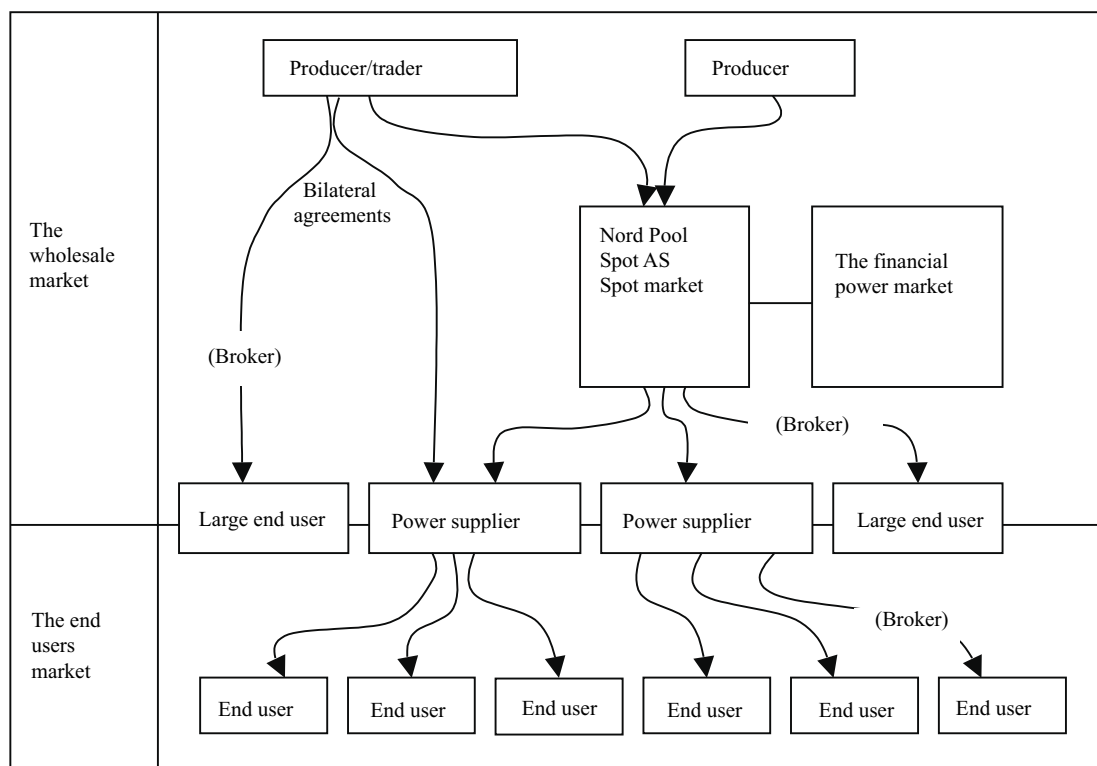 Producer/trader
Producer
Bilateral
agreements
The
wholesale
market
Nord Pool
Spot AS
Spot market
The financial
power market
(Broker)
(Broker)
Large end user
Power supplier
Power supplier
Large end user
The end
users
market
(Broker)
End user
End user
End user
End user
End user
End user